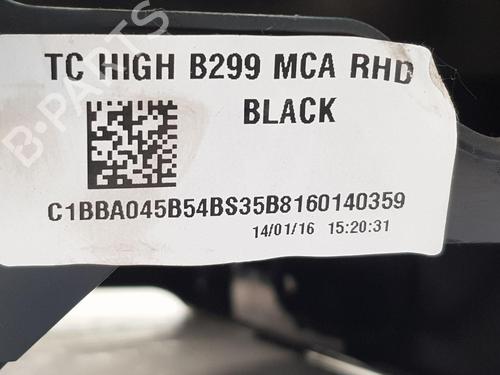 TC HIGH B299 MCA RHD
BLACK
C1BBA045B54BS35B8160140359
14/01/16 15:20:31
B-PARTS